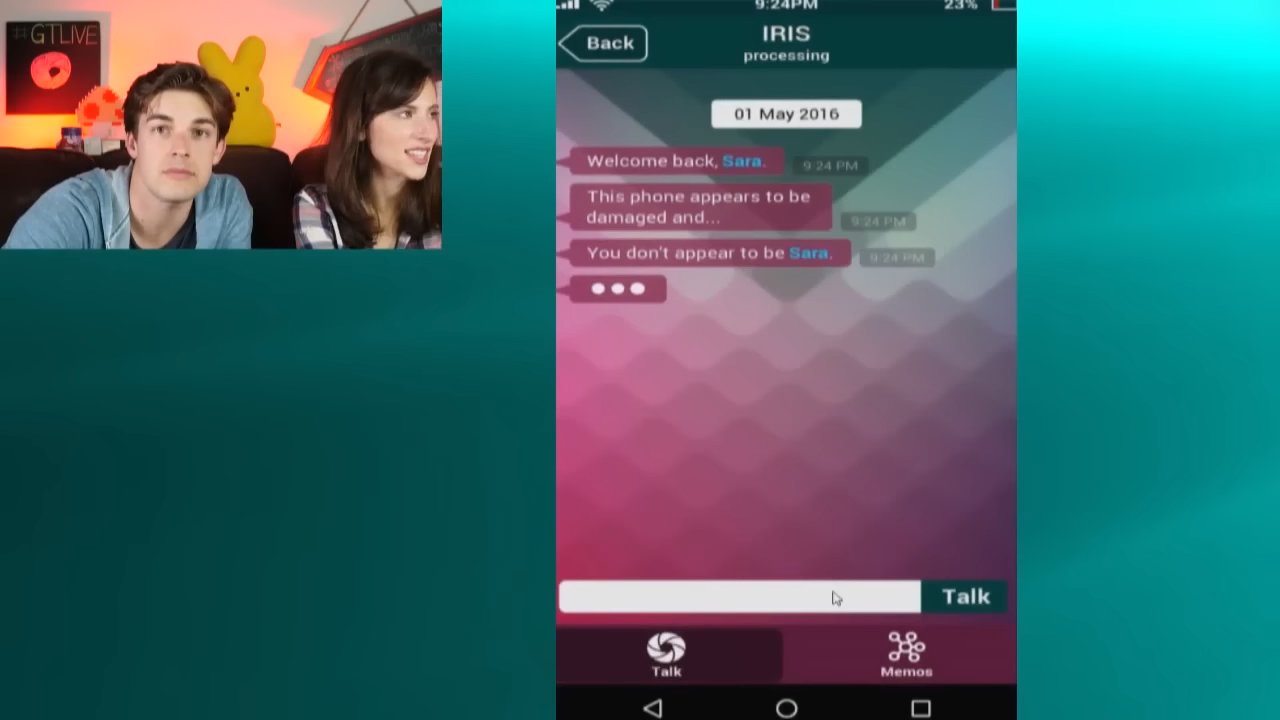 #GTLIVE
9:24PM
23%
Back
IRIS
processing
01 May 2016
Welcome back, Sara.
9:24 PM
This phone appears to be
damaged and...
9:24 PM
You don't appear to be Sara.
9:24 PM
Talk
Talk
Memos